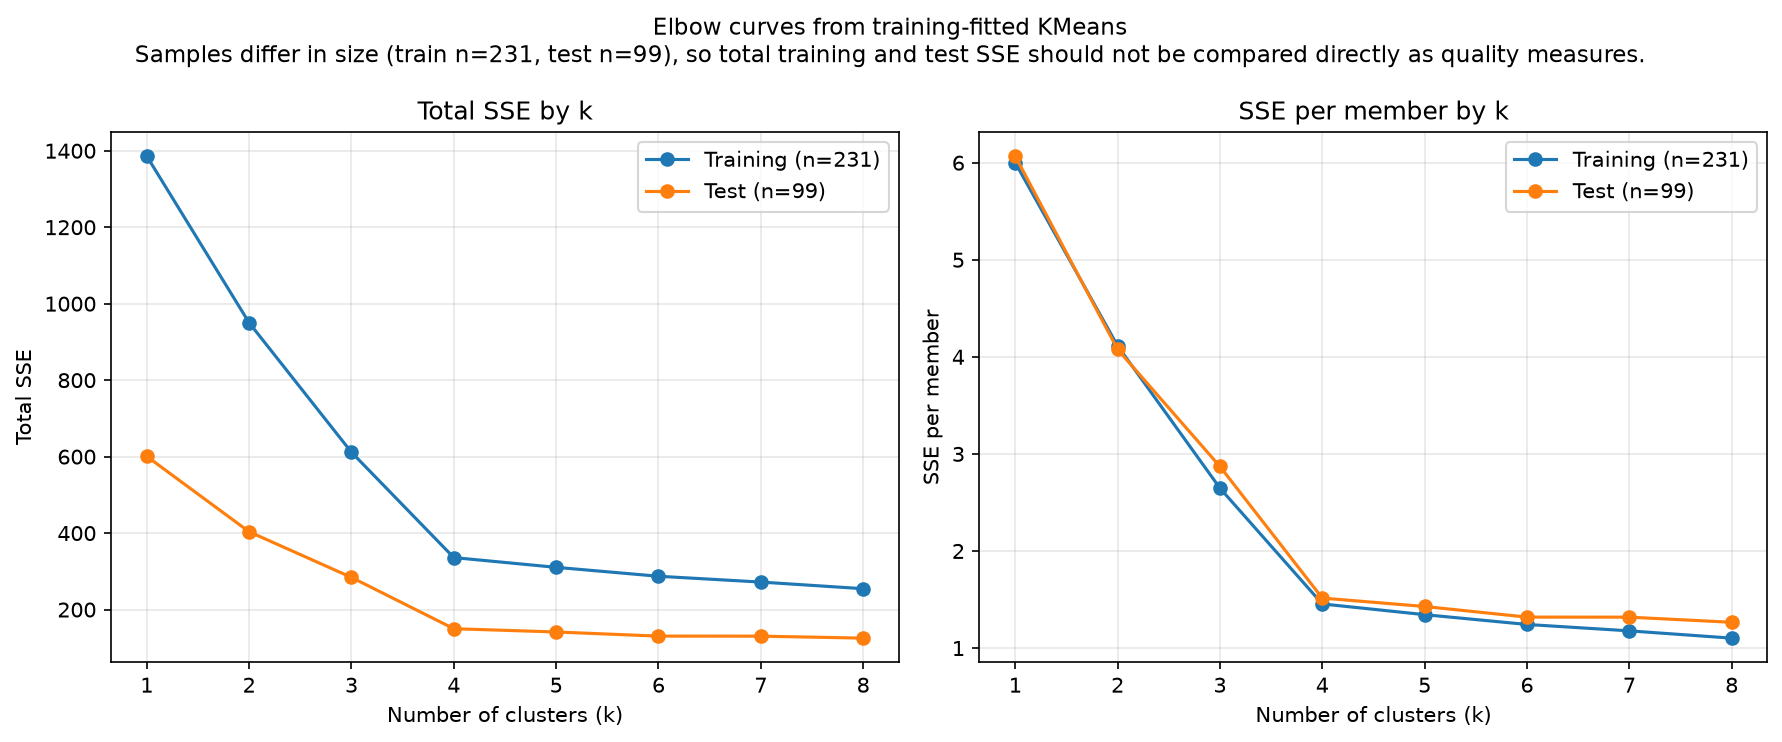 Elbow curves from training-fitted KMeans
Samples differ in size (train n=231, test n=99), so total training and test SSE should not be compared directly as quality measures.
Total SSE by k
Total SSE
1400
1200
1000
800
600
400
200
Training (n=231)
Test (n=99)
1 2 3 4 5 6 7 8
Number of clusters (k)
SSE per member by k
SSE per member
6
5
4
3
2
1
Training (n=231)
Test (n=99)
1 2 3 4 5 6 7 8
Number of clusters (k)